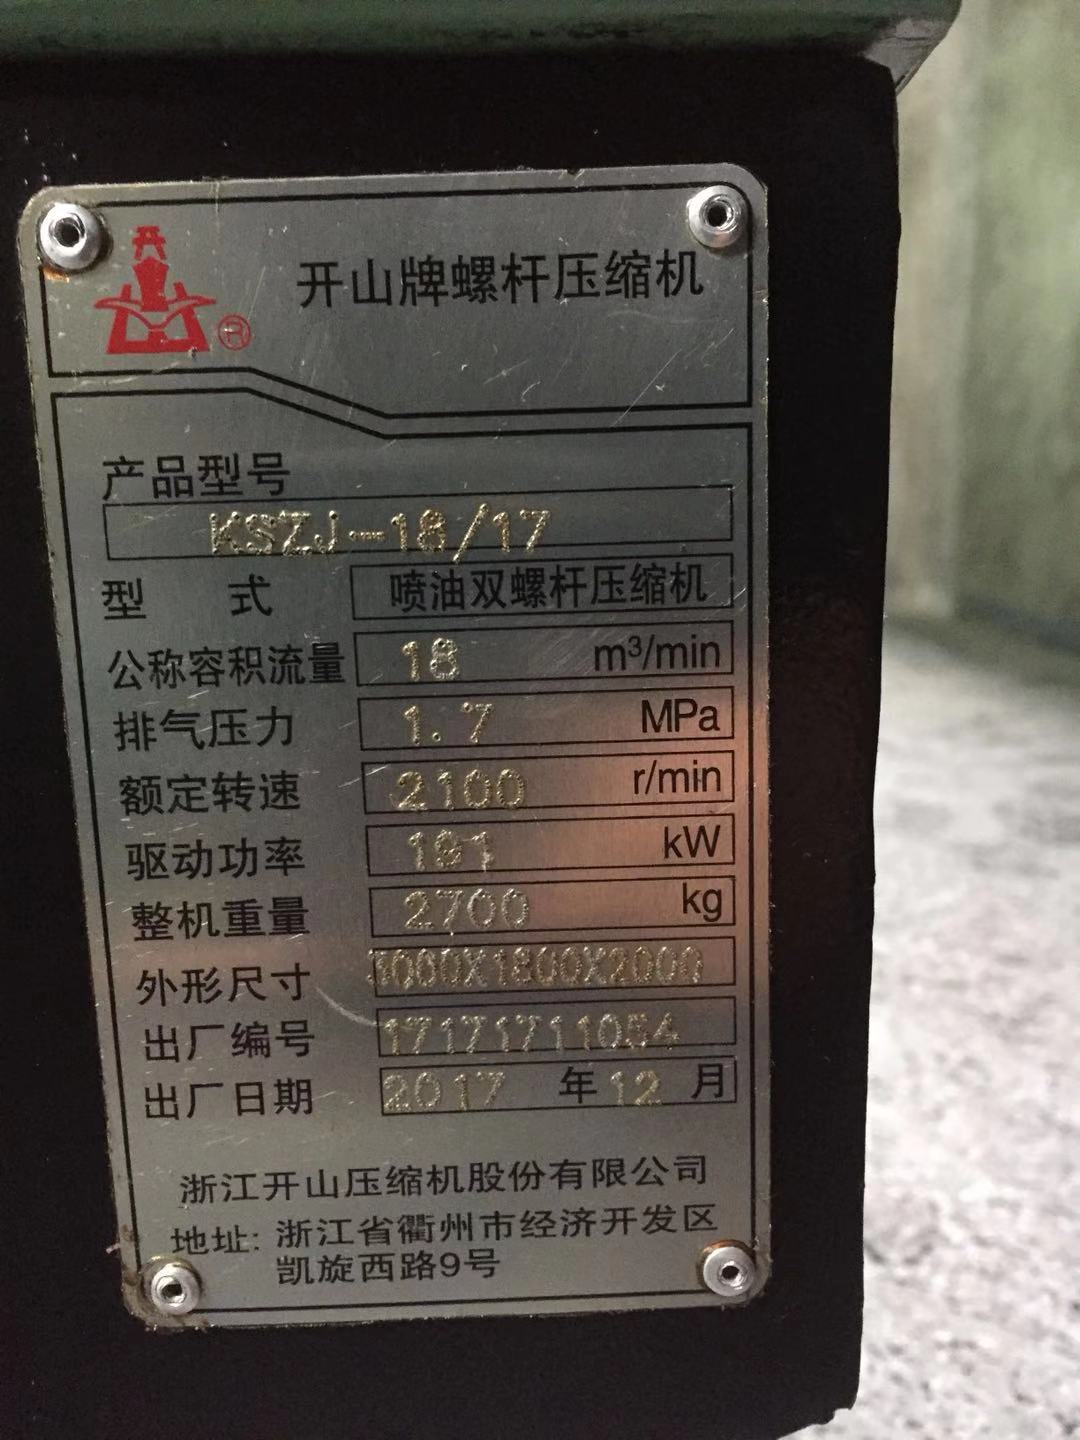 开山牌螺杆压缩机
®
产品型号
KSZJ-18/17
型 式 喷油双螺杆压缩机
公称容积流量 18 m³/min
排气压力 1.7 MPa
额定转速 2100 r/min
驱动功率 191 kW
整机重量 2700 kg
外形尺寸
出厂编号 17171711054
出厂日期 2017 年 12 月
浙江开山压缩机股份有限公司
地址: 浙江省衢州市经济开发区
凯旋西路9号